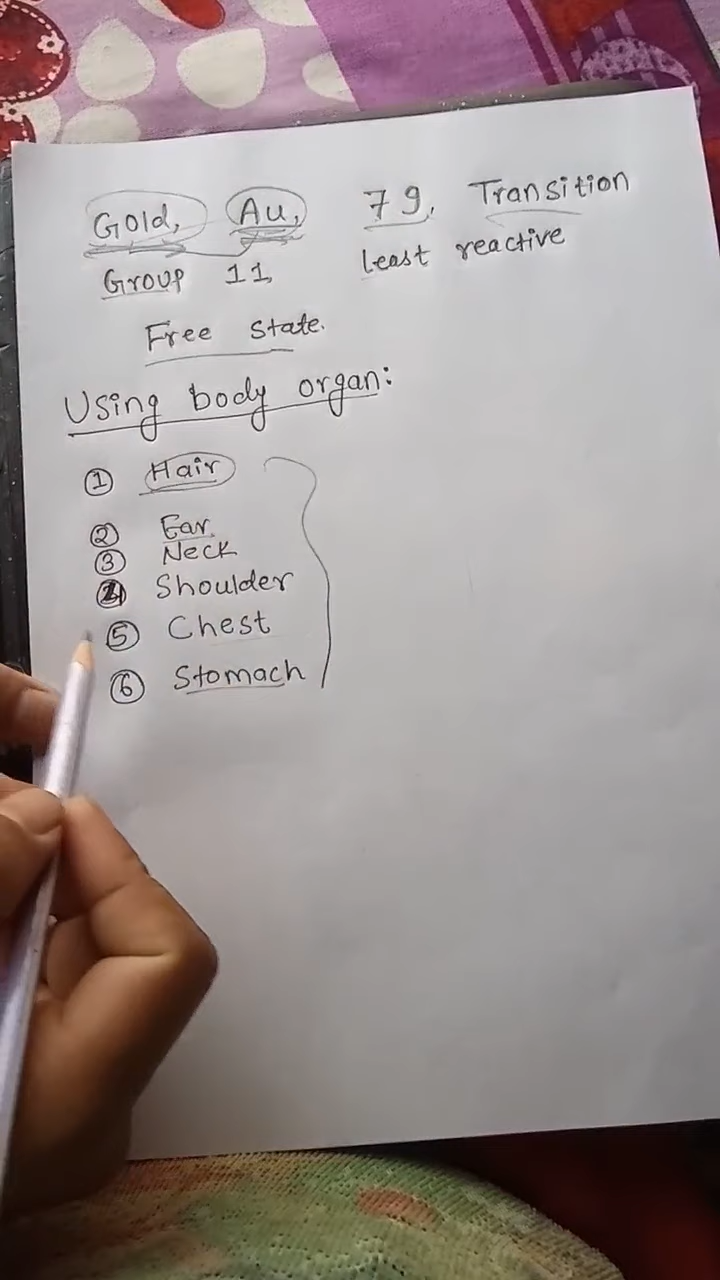 Gold, Au, 79, Transition
Group 11, least reactive
Free state.
Using body organ:
① Hair
② Ear
③ Neck
④ Shoulder
⑤ Chest
⑥ Stomach